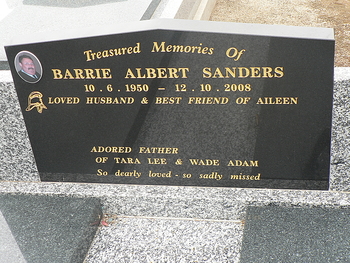 Treasured Memories Of
BARRIE ALBERT SANDERS
10 . 6 . 1950 - 12 . 10 . 2008
LOVED HUSBAND & BEST FRIEND OF AILEEN
ADORED FATHER
OF TARA LEE & WADE ADAM
So dearly loved - so sadly missed